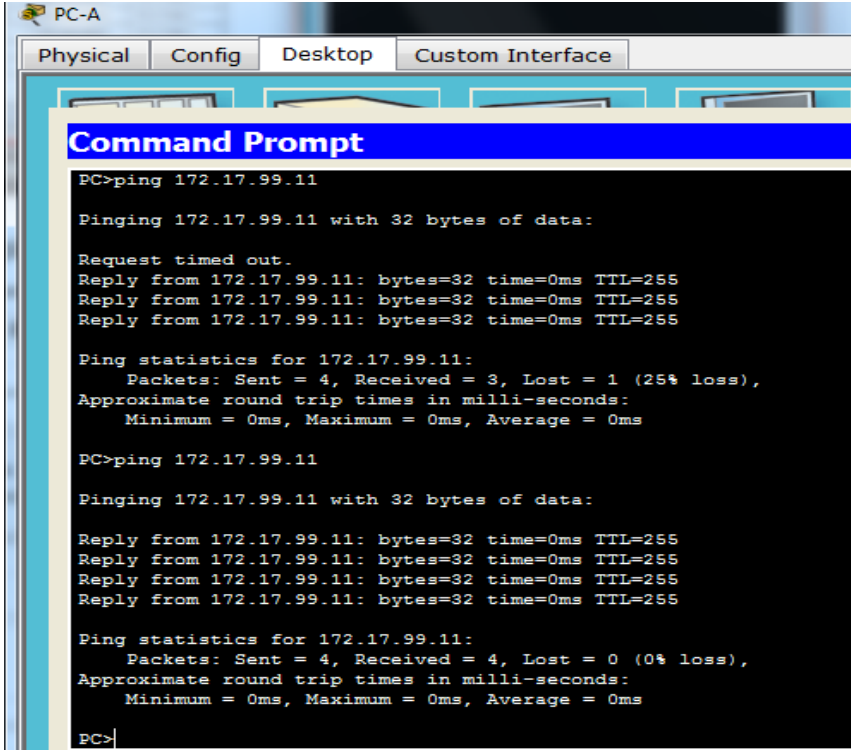 PC-A
Physical Config Desktop Custom Interface
Command Prompt
PC>ping 172.17.99.11
Pinging 172.17.99.11 with 32 bytes of data:
Request timed out.
Reply from 172.17.99.11: bytes=32 time=0ms TTL=255
Reply from 172.17.99.11: bytes=32 time=0ms TTL=255
Reply from 172.17.99.11: bytes=32 time=0ms TTL=255
Ping statistics for 172.17.99.11:
Packets: Sent = 4, Received = 3, Lost = 1 (25% loss),
Approximate round trip times in milli-seconds:
Minimum = 0ms, Maximum = 0ms, Average = 0ms
PC>ping 172.17.99.11
Pinging 172.17.99.11 with 32 bytes of data:
Reply from 172.17.99.11: bytes=32 time=0ms TTL=255
Reply from 172.17.99.11: bytes=32 time=0ms TTL=255
Reply from 172.17.99.11: bytes=32 time=0ms TTL=255
Reply from 172.17.99.11: bytes=32 time=0ms TTL=255
Ping statistics for 172.17.99.11:
Packets: Sent = 4, Received = 4, Lost = 0 (0% loss),
Approximate round trip times in milli-seconds:
Minimum = 0ms, Maximum = 0ms, Average = 0ms
PC>